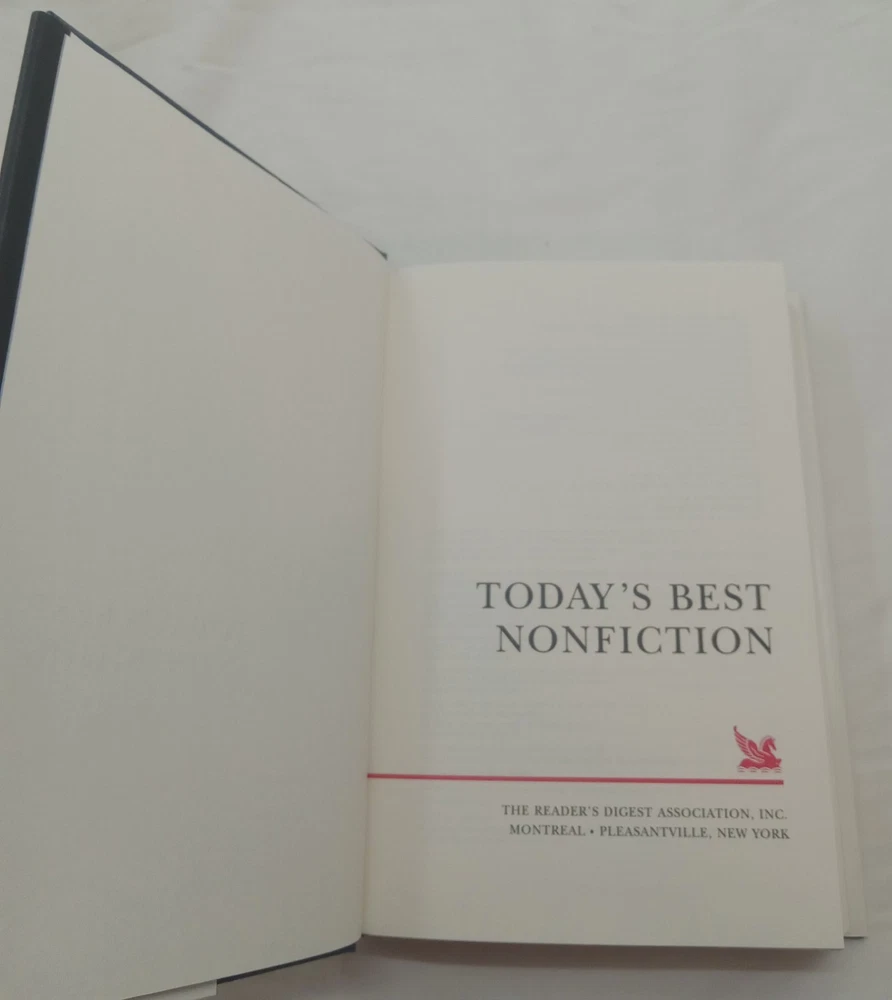 TODAY'S BEST
NONFICTION
THE READER'S DIGEST ASSOCIATION, INC.
MONTREAL • PLEASANTVILLE, NEW YORK